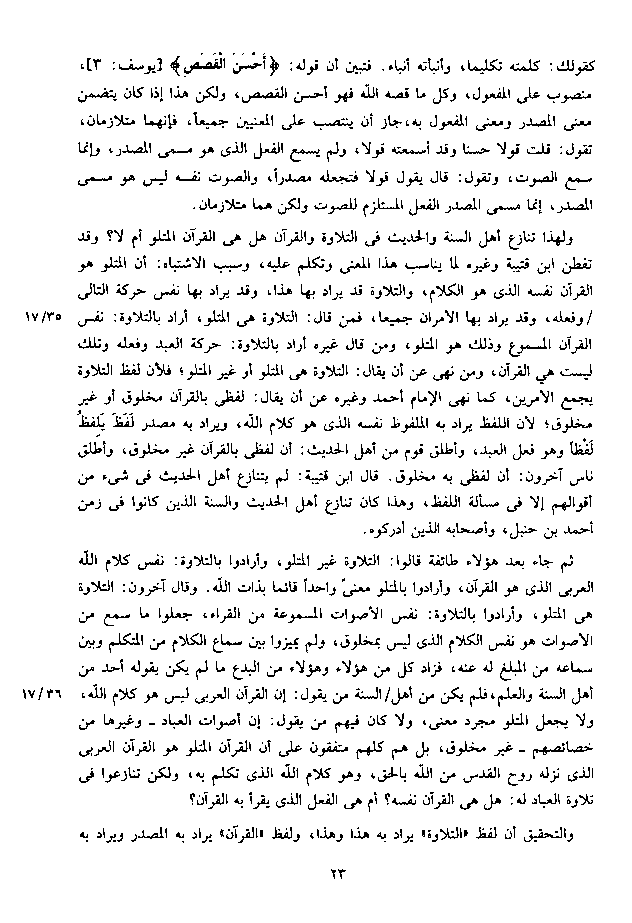 كقولك: كلمته تكليما، وأنبأته أنباء. فتبين أن قوله: ﴿أَحْسَنَ الْقَصَصِ﴾ [يوسف: ٣]،
منصوب على المفعول، وكل ما قصه الله فهو أحسن القصص، ولكن هذا إذا كان يتضمن
معنى المصدر ومعنى المفعول به، جاز أن ينتصب على المعنيين جميعاً، فإنهما متلازمان،
تقول: قلت قولا حسنا وقد أسمعته قولا، ولم يسمع الفعل الذى هو مسمى المصدر، وإنما
سمع الصوت، وتقول: قال يقول قولا فتجعله مصدراً، والصوت نفسه ليس هو مسمى
المصدر، إنما مسمى المصدر الفعل المستلزم للصوت ولكن هما متلازمان.
ولهذا تنازع أهل السنة والحديث فى التلاوة والقرآن هل هى القرآن المتلو أم لا؟ وقد
تفطن ابن قتيبة وغيره لما يناسب هذا المعنى وتكلم عليه، وسبب الاشتباه: أن المتلو هو
القرآن نفسه الذى هو الكلام، والتلاوة قد يراد بها هذا، وقد يراد بها نفس حركة التالى
١٧/٣٥ /وفعله، وقد يراد بها الأمران جميعا، فمن قال: التلاوة هى المتلو، أراد بالتلاوة: نفس
القرآن المسموع وذلك هو المتلو، ومن قال غيره أراد بالتلاوة: حركة العبد وفعله وتلك
ليست هي القرآن، ومن نهى عن أن يقال: التلاوة هى المتلو أو غير المتلو؛ فلأن لفظ التلاوة
يجمع الأمرين، كما نهى الإمام أحمد وغيره عن أن يقال: لفظى بالقرآن مخلوق أو غير
مخلوق؛ لأن اللفظ يراد به الملفوظ نفسه الذى هو كلام الله، ويراد به مصدر لَفَظَ يَلفظُ
لَفْظاً وهو فعل العبد، وأطلق قوم من أهل الحديث: أن لفظى بالقرآن غير مخلوق، وأطلق
ناس آخرون: أن لفظى به مخلوق. قال ابن قتيبة: لم يتنازع أهل الحديث فى شىء من
أقوالهم إلا فى مسألة اللفظ، وهذا كان تنازع أهل الحديث والسنة الذين كانوا فى زمن
أحمد بن حنبل، وأصحابه الذين أدركوه.
ثم جاء بعد هؤلاء طائفة قالوا: التلاوة غير المتلو، وأرادوا بالتلاوة: نفس كلام الله
العربى الذى هو القرآن، وأرادوا بالمتلو معنىً واحداً قائما بذات الله. وقال آخرون: التلاوة
هى المتلو، وأرادوا بالتلاوة: نفس الأصوات المسموعة من القراء، جعلوا ما سمع من
الأصوات هو نفس الكلام الذى ليس بمخلوق، ولم يميزوا بين سماع الكلام من المتكلم وبين
سماعه من المبلغ له عنه، فزاد كل من هؤلاء وهؤلاء من البدع ما لم يكن يقوله أحد من
١٧/٣٦ أهل السنة والعلم، فلم يكن من أهل/ السنة من يقول: إن القرآن العربى ليس هو كلام الله،
ولا يجعل المتلو مجرد معنى، ولا كان فيهم من يقول: إن أصوات العباد ـ وغيرها من
خصائصهم ـ غير مخلوق، بل هم كلهم متفقون على أن القرآن المتلو هو القرآن العربى
الذى نزله روح القدس من الله بالحق، وهو كلام الله الذى تكلم به، ولكن تنازعوا فى
تلاوة العباد له: هل هى القرآن نفسه؟ أم هى الفعل الذى يقرأ به القرآن؟
والتحقيق أن لفظ «التلاوة» يراد به هذا وهذا، ولفظ «القرآن» يراد به المصدر ويراد به
٢٣